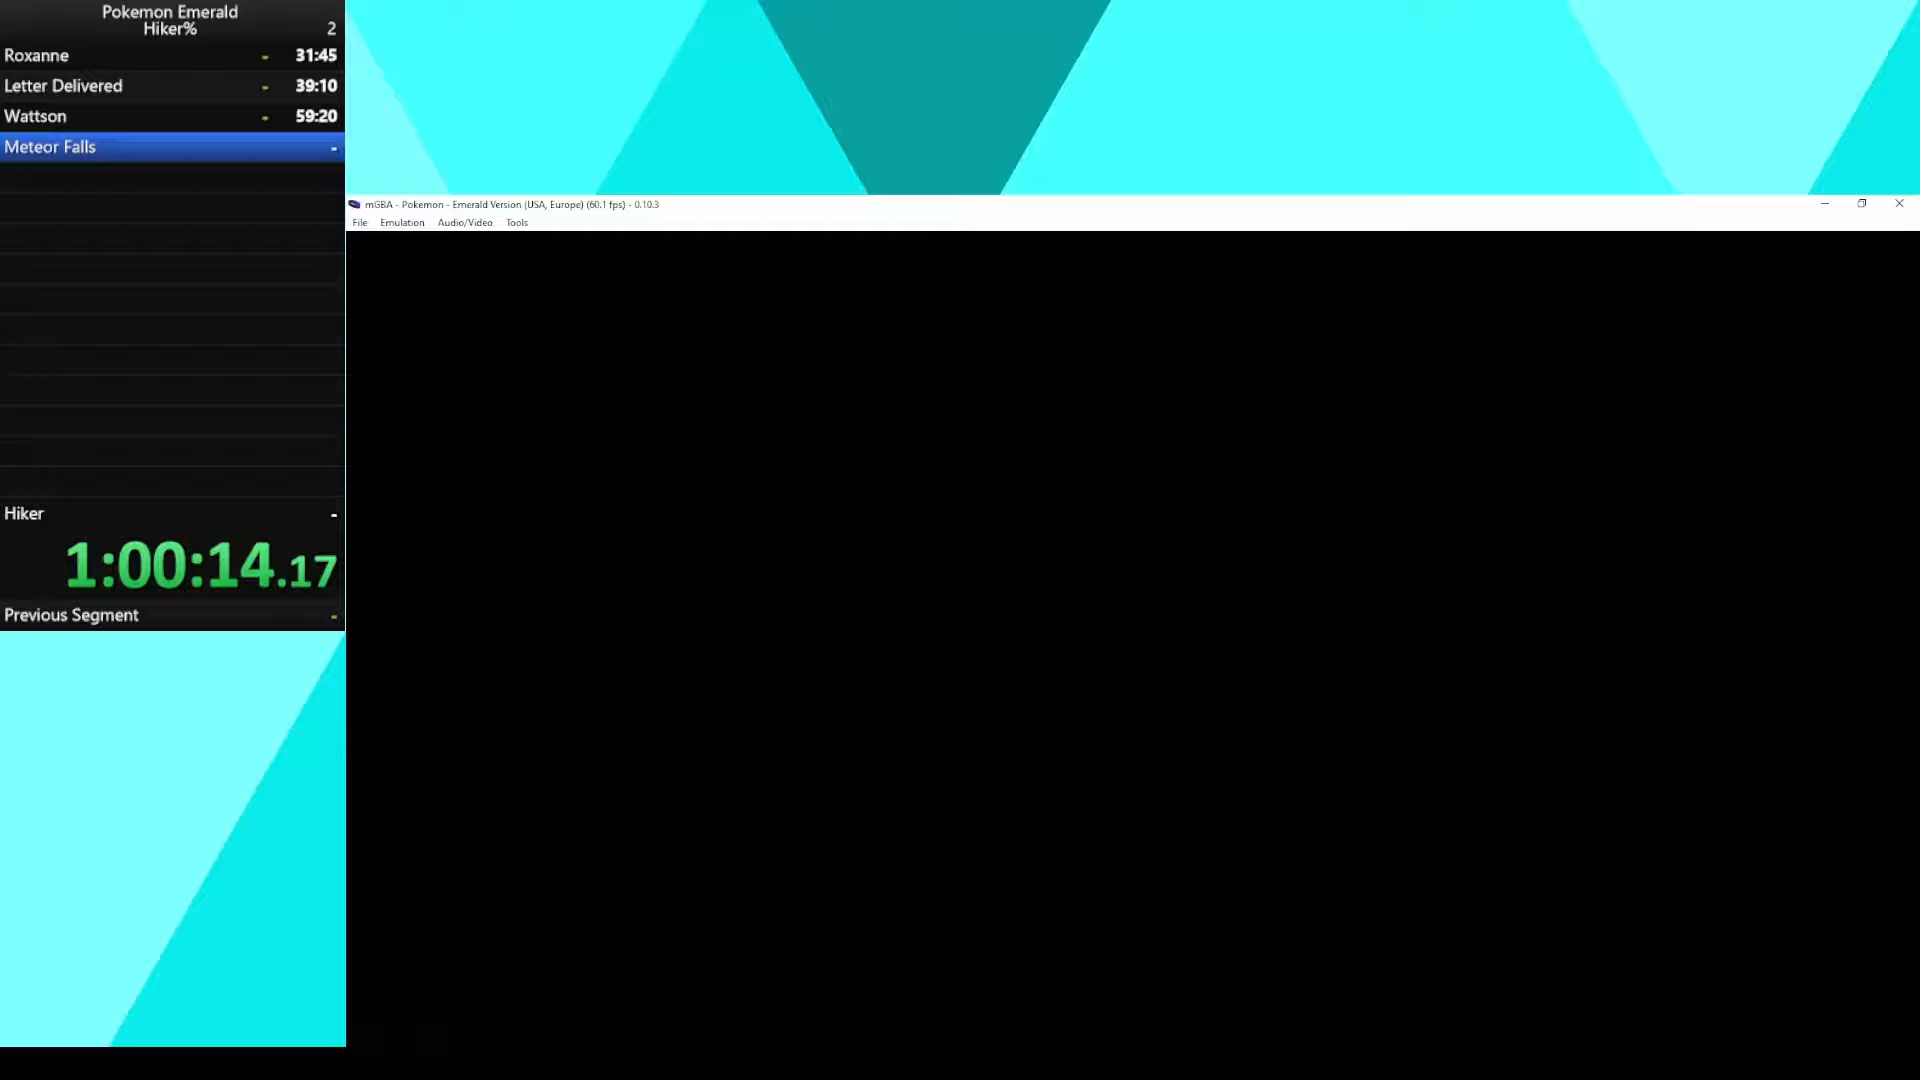 Pokemon Emerald
Hiker%
2
Roxanne - 31:45
Letter Delivered - 39:10
Wattson - 59:20
Meteor Falls -
Hiker -
1:00:14.17
Previous Segment -
mGBA - Pokemon - Emerald Version (USA, Europe) (60.1 fps) - 0.10.3
File Emulation Audio/Video Tools